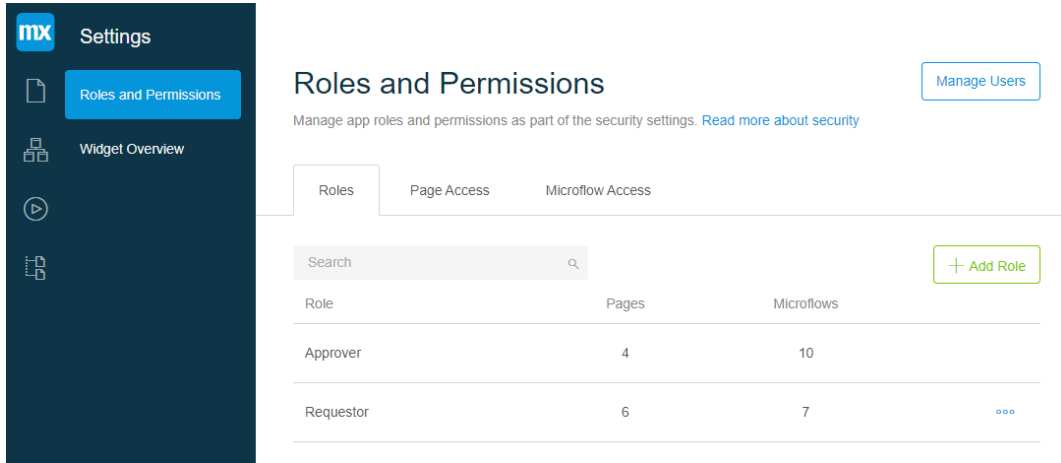 mx Settings
Roles and Permissions
Widget Overview
Roles and Permissions
Manage Users
Manage app roles and permissions as part of the security settings. Read more about security
Roles Page Access Microflow Access
Search
Add Role
Role Pages Microflows
Approver 4 10
Requestor 6 7